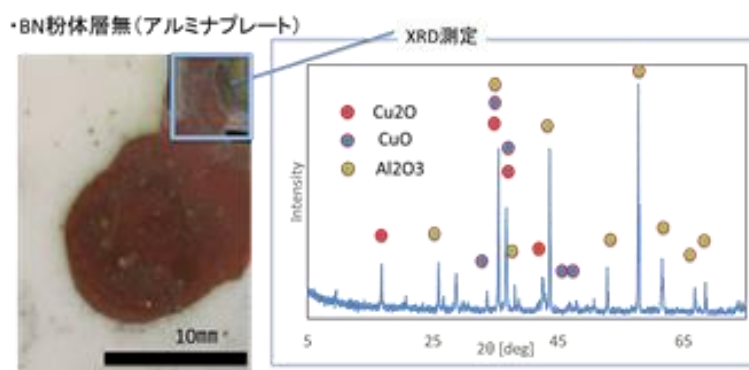 ・BN粉体層無(アルミナプレート)
XRD測定
Cu2O
CuO
Al2O3
Intensity
10mm
5
25
45
65
2θ [deg]